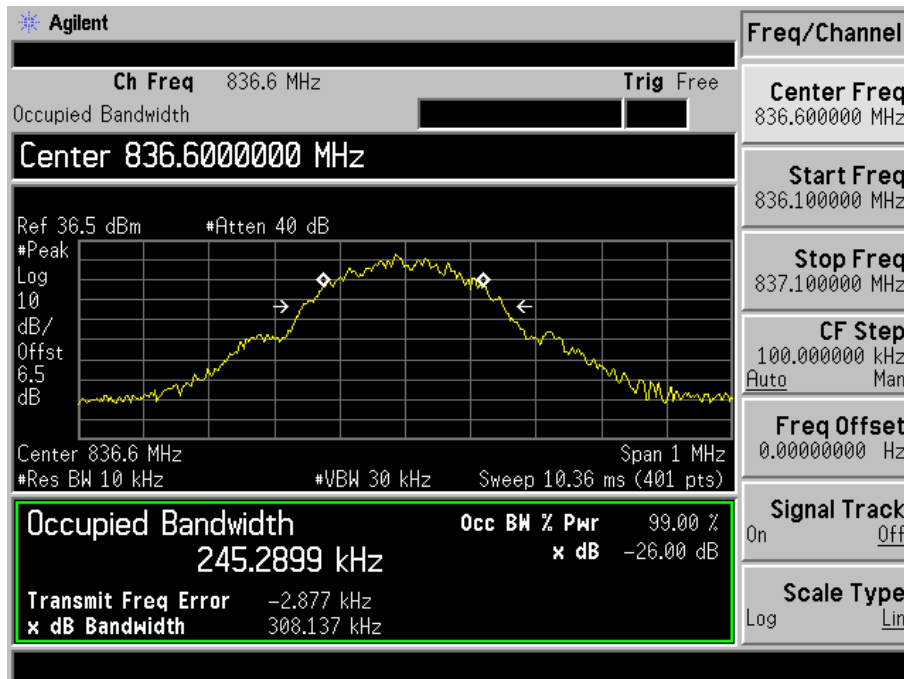 Agilent
Ch Freq 836.6 MHz Trig Free
Occupied Bandwidth
Center 836.6000000 MHz
Ref 36.5 dBm #Atten 40 dB
#Peak
Log
10
dB/
Offst
6.5
dB
Center 836.6 MHz Span 1 MHz
#Res BW 10 kHz #VBW 30 kHz Sweep 10.36 ms (401 pts)
Occupied Bandwidth Occ BW % Pwr 99.00 %
245.2899 kHz x dB -26.00 dB
Transmit Freq Error -2.877 kHz
x dB Bandwidth 308.137 kHz
Freq/Channel
Center Freq
836.600000 MHz
Start Freq
836.100000 MHz
Stop Freq
837.100000 MHz
CF Step
100.000000 kHz
Auto Man
Freq Offset
0.00000000 Hz
Signal Track
On Off
Scale Type
Log Lin